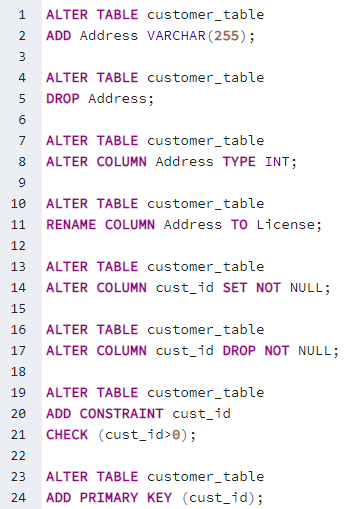 1 ALTER TABLE customer_table
2 ADD Address VARCHAR(255);
3
4 ALTER TABLE customer_table
5 DROP Address;
6
7 ALTER TABLE customer_table
8 ALTER COLUMN Address TYPE INT;
9
10 ALTER TABLE customer_table
11 RENAME COLUMN Address TO License;
12
13 ALTER TABLE customer_table
14 ALTER COLUMN cust_id SET NOT NULL;
15
16 ALTER TABLE customer_table
17 ALTER COLUMN cust_id DROP NOT NULL;
18
19 ALTER TABLE customer_table
20 ADD CONSTRAINT cust_id
21 CHECK (cust_id>0);
22
23 ALTER TABLE customer_table
24 ADD PRIMARY KEY (cust_id);